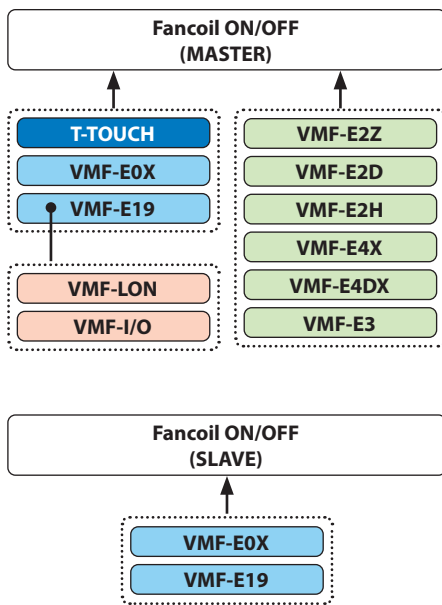 Fancoil ON/OFF
(MASTER)
T-TOUCH
VMF-E0X
VMF-E19
VMF-LON
VMF-I/O
VMF-E2Z
VMF-E2D
VMF-E2H
VMF-E4X
VMF-E4DX
VMF-E3
Fancoil ON/OFF
(SLAVE)
VMF-E0X
VMF-E19